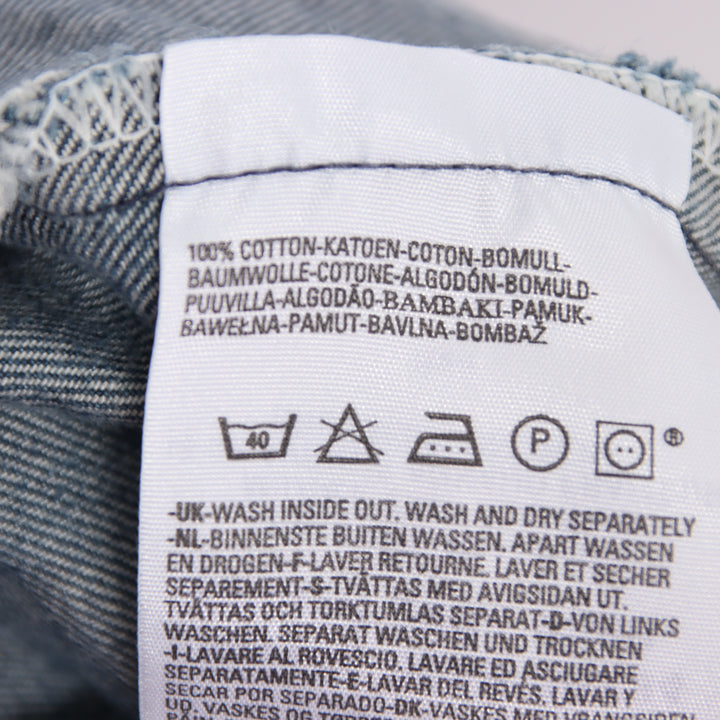 100% COTTON-KATOEN-COTON-BOMULL-
BAUMWOLLE-COTONE-ALGODÓN-BOMULD-
PUUVILLA-ALGODÃO-BAMBAKI-PAMUK-
BAWEŁNA-PAMUT-BAVLNA-BOMBAŽ
40 P ®
-UK-WASH INSIDE OUT. WASH AND DRY SEPARATELY
-NL-BINNENSTE BUITEN WASSEN. APART WASSEN
EN DROGEN-F-LAVER RETOURNE. LAVER ET SECHER
SEPAREMENT-S-TVÄTTAS MED AVIGSIDAN UT.
TVÄTTAS OCH TORKTUMLAS SEPARAT-D-VON LINKS
WASCHEN. SEPARAT WASCHEN UND TROCKNEN
-I-LAVARE AL ROVESCIO. LAVARE ED ASCIUGARE
SEPARATAMENTE-E-LAVAR DEL REVÉS. LAVAR Y
SECAR POR SEPARADO-DK-VASKES MED
UD. VASKES OG